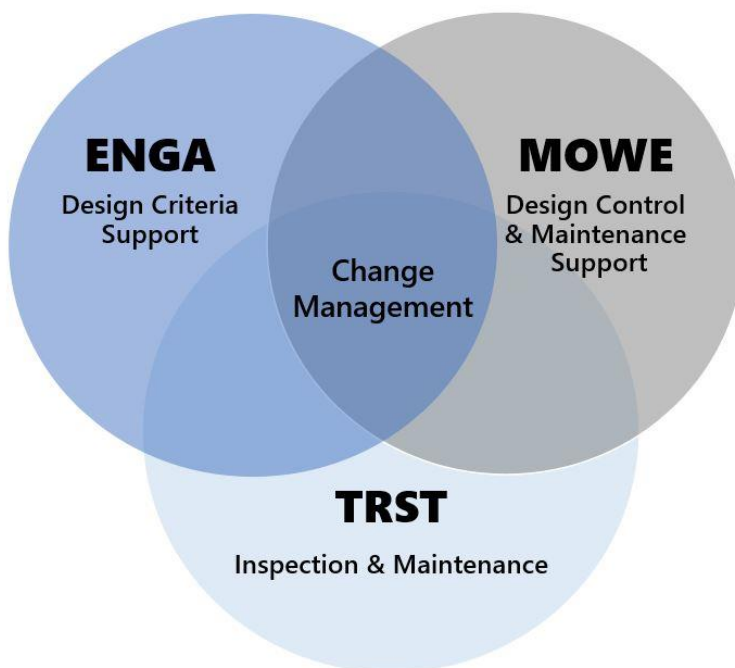 ENGA
Design Criteria
Support
MOWE
Design Control
& Maintenance
Support
Change
Management
TRST
Inspection & Maintenance